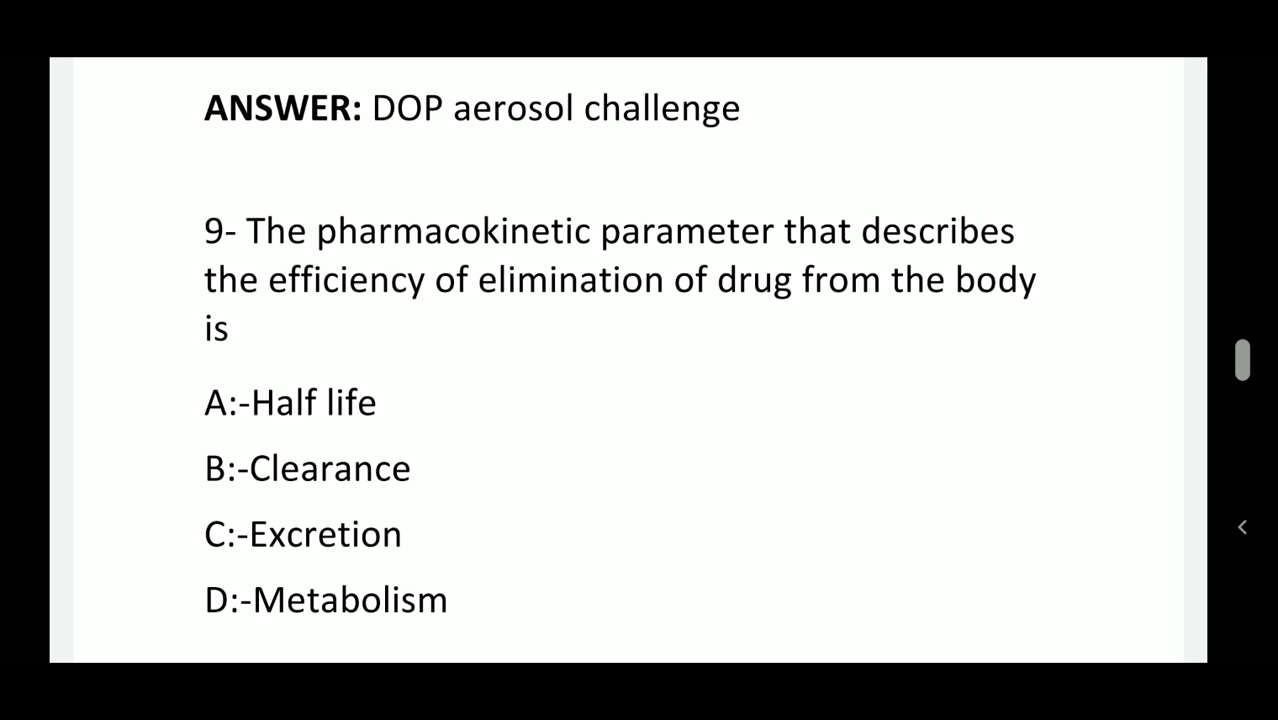 ANSWER: DOP aerosol challenge
9- The pharmacokinetic parameter that describes
the efficiency of elimination of drug from the body
is
A:-Half life
B:-Clearance
C:-Excretion
D:-Metabolism